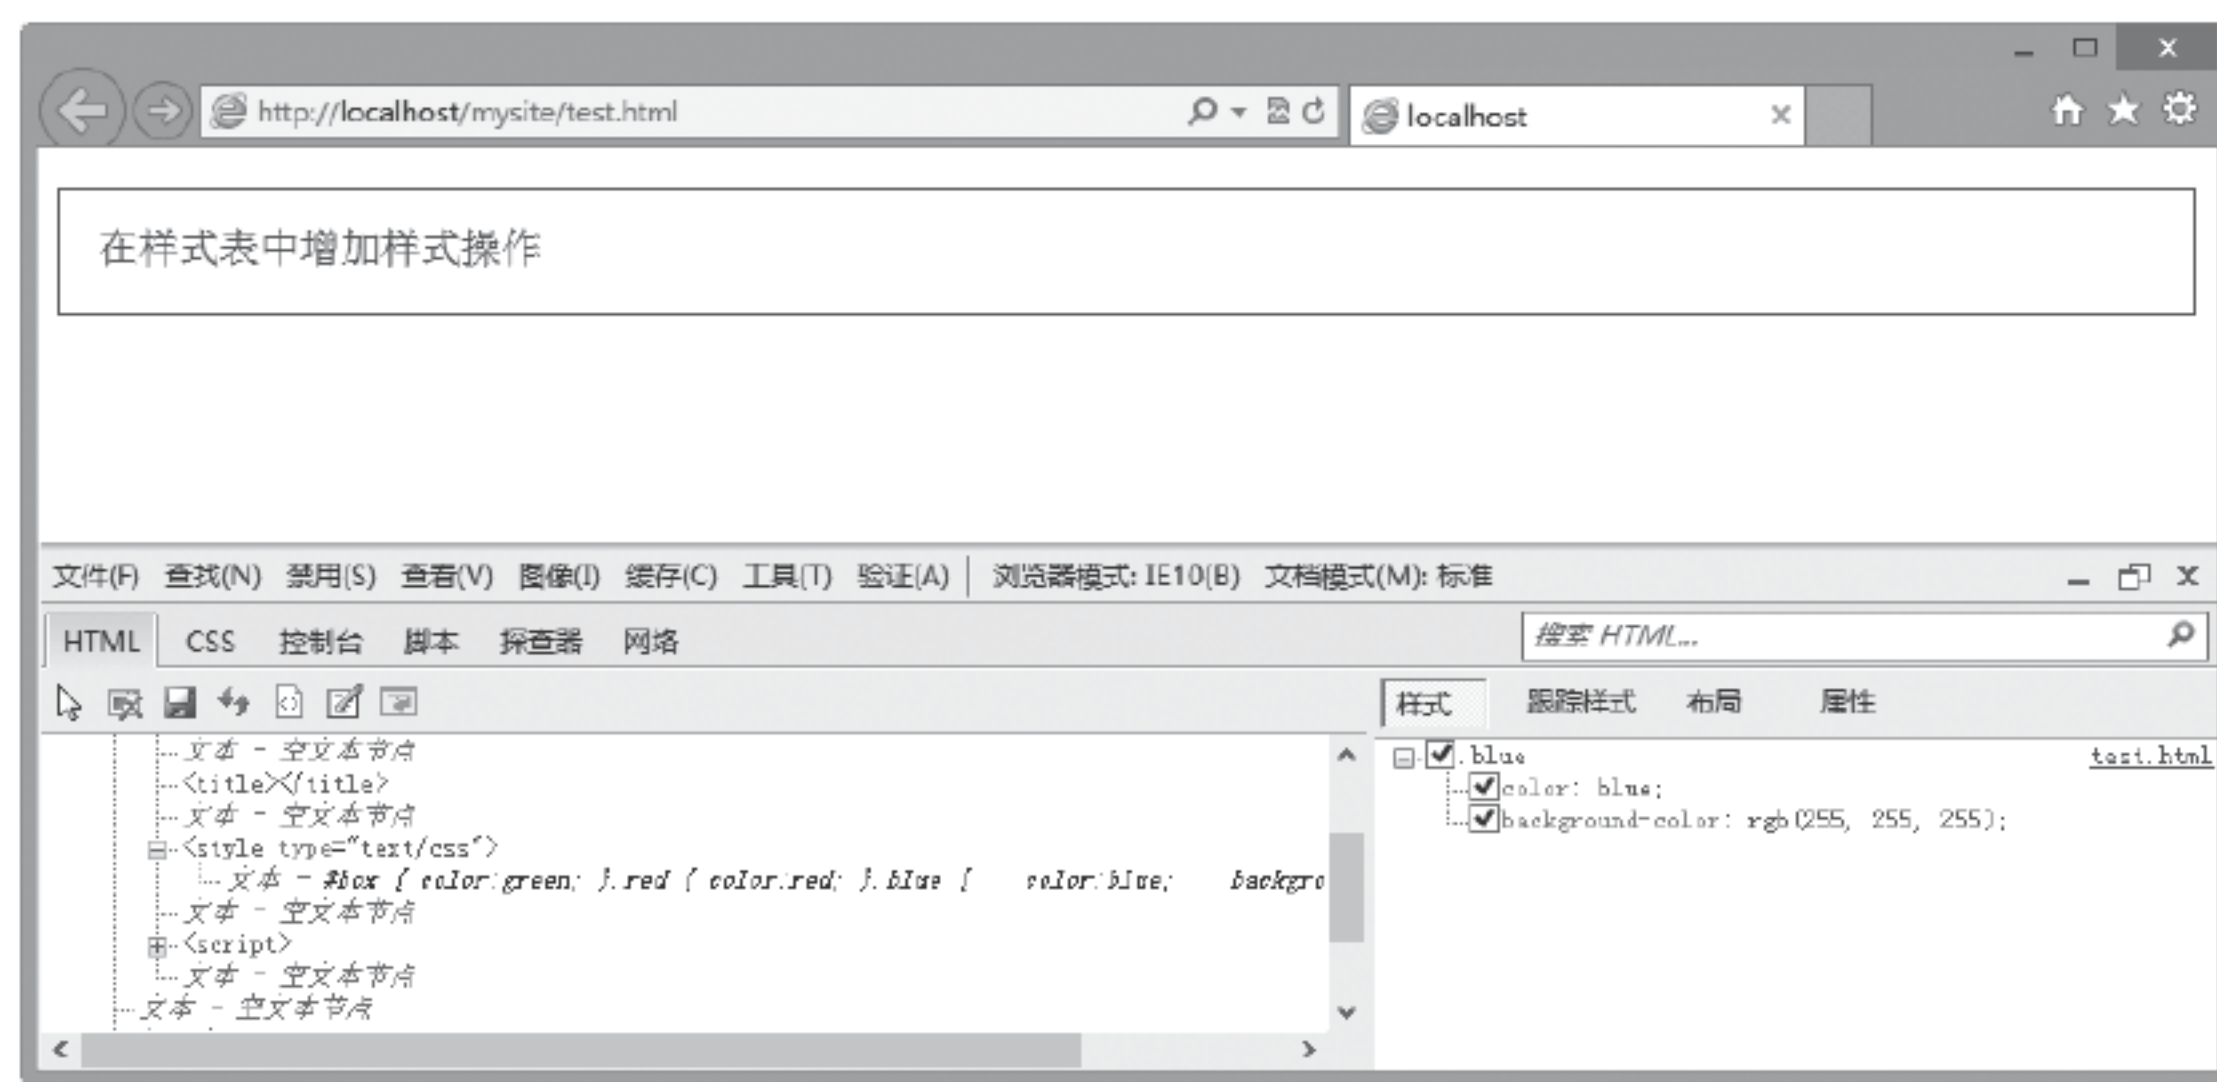 http://localhost/mysite/test.html
localhost
在样式表中增加样式操作
文件(F) 查找(N) 禁用(S) 查看(V) 图像(I) 缓存(C) 工具(T) 验证(A) 浏览器模式: IE10(B) 文档模式(M): 标准
HTML CSS 控制台 脚本 探查器 网络 搜索 HTML...
样式 跟踪样式 布局 属性
文本 - 空文本节点
<title></title>
文本 - 空文本节点
<style type="text/css">
文本 - #box { color:green; }.red { color:red; }.blue { color:blue; backgro
文本 - 空文本节点
<script>
文本 - 空文本节点
文本 - 空文本节点
.blue test.html
color: blue;
background-color: rgb(255, 255, 255);